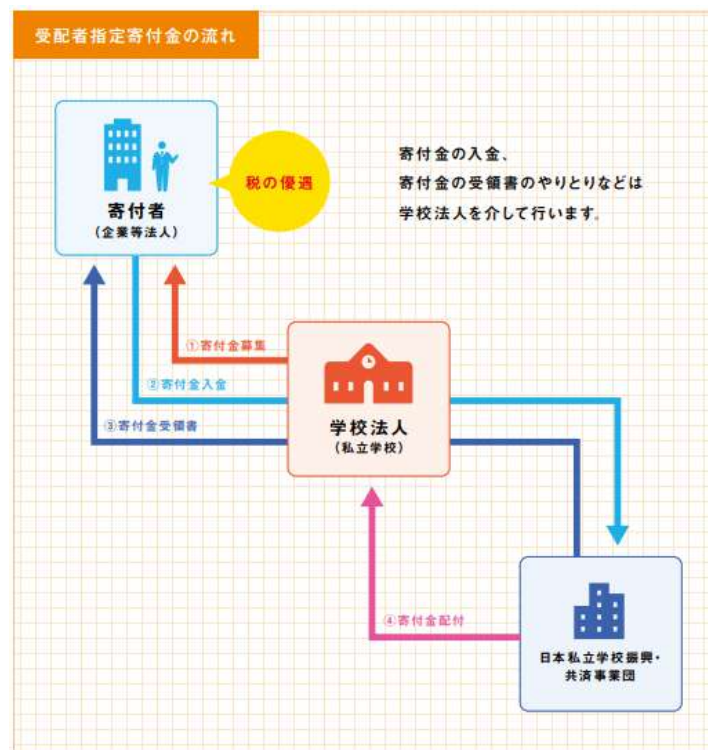 受配者指定寄付金の流れ
税の優遇
寄付者
(企業等法人)
寄付金の入金、
寄付金の受領書のやりとりなどは
学校法人を介して行います。
①寄付金募集
②寄付金入金
③寄付金受領書
学校法人
(私立学校)
④寄付金配付
日本私立学校振興・
共済事業団